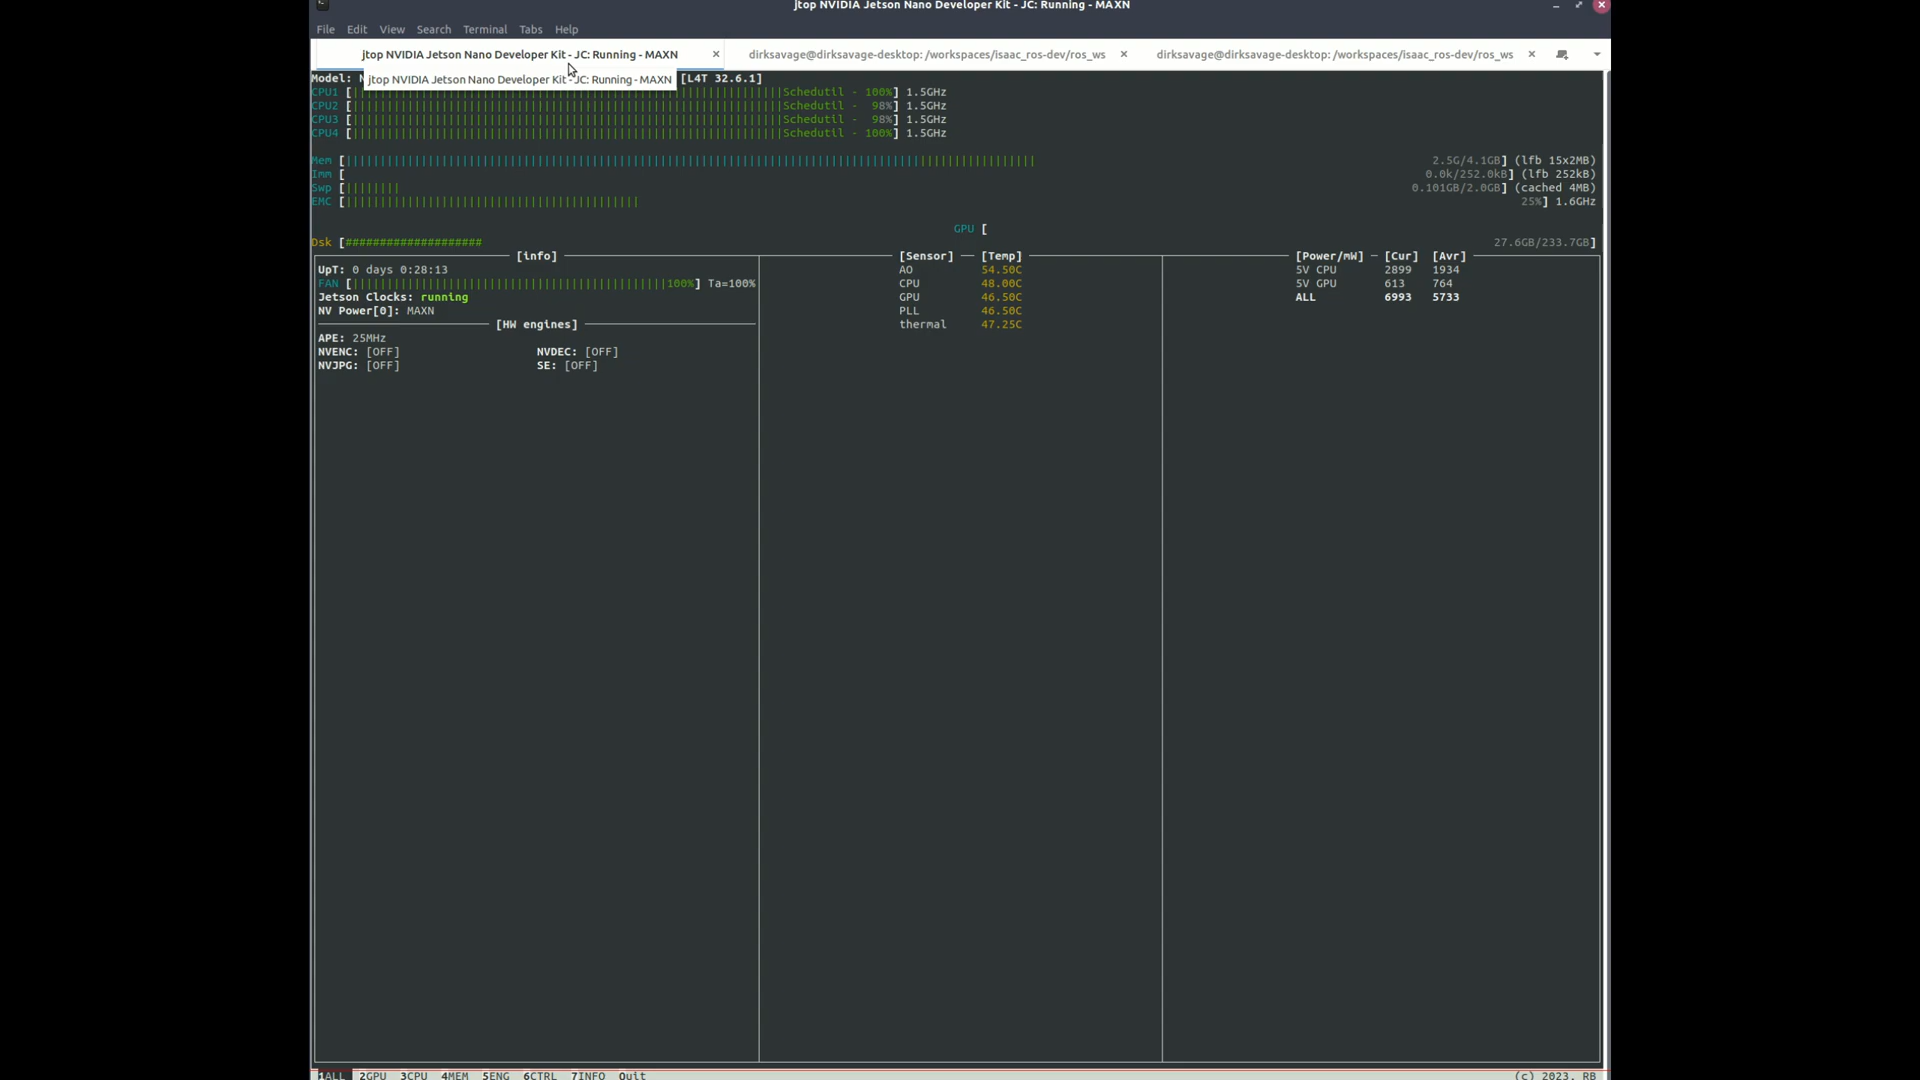 jtop NVIDIA Jetson Nano Developer Kit - JC: Running - MAXN
File Edit View Search Terminal Tabs Help
jtop NVIDIA Jetson Nano Developer Kit - JC: Running - MAXN × dirksavage@dirksavage-desktop: /workspaces/isaac_ros-dev/ros_ws × dirksavage@dirksavage-desktop: /workspaces/isaac_ros-dev/ros_ws ×
Model: N [L4T 32.6.1]
jtop NVIDIA Jetson Nano Developer Kit - JC: Running - MAXN
CPU1 [Schedutil - 100%] 1.5GHz
CPU2 [Schedutil - 98%] 1.5GHz
CPU3 [Schedutil - 98%] 1.5GHz
CPU4 [Schedutil - 100%] 1.5GHz
Mem [2.5G/4.1GB] (lfb 15x2MB)
Imm [0.0k/252.0kB] (lfb 252kB)
Swp [0.101GB/2.0GB] (cached 4MB)
EMC [25%] 1.6GHz
GPU [
Dsk [#################### 27.6GB/233.7GB]
[info] [Sensor] [Temp] [Power/mW] [Cur] [Avr]
UpT: 0 days 0:28:13 AO 54.50C 5V CPU 2899 1934
FAN [100%] Ta=100% CPU 48.00C 5V GPU 613 764
Jetson Clocks: running GPU 46.50C ALL 6993 5733
NV Power[0]: MAXN PLL 46.50C
[HW engines] thermal 47.25C
APE: 25MHz
NVENC: [OFF] NVDEC: [OFF]
NVJPG: [OFF] SE: [OFF]
1ALL 2GPU 3CPU 4MEM 5ENG 6CTRL 7INFO Quit (c) 2023, RB